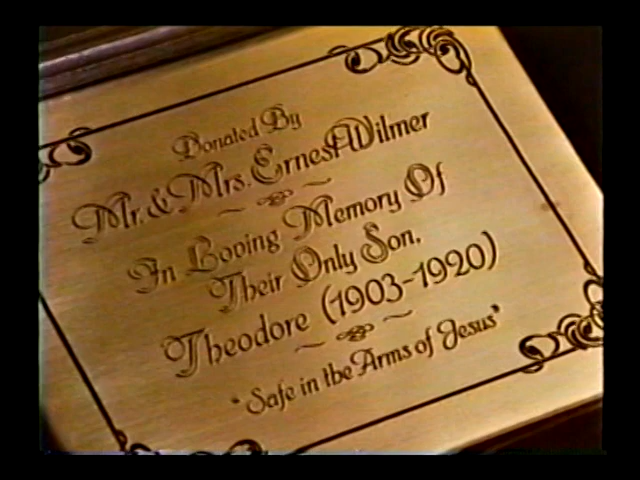 Donated By
Mr. & Mrs. Ernest Wilmer
In Loving Memory Of
Their Only Son,
Theodore (1903-1920)
"Safe in the Arms of Jesus"